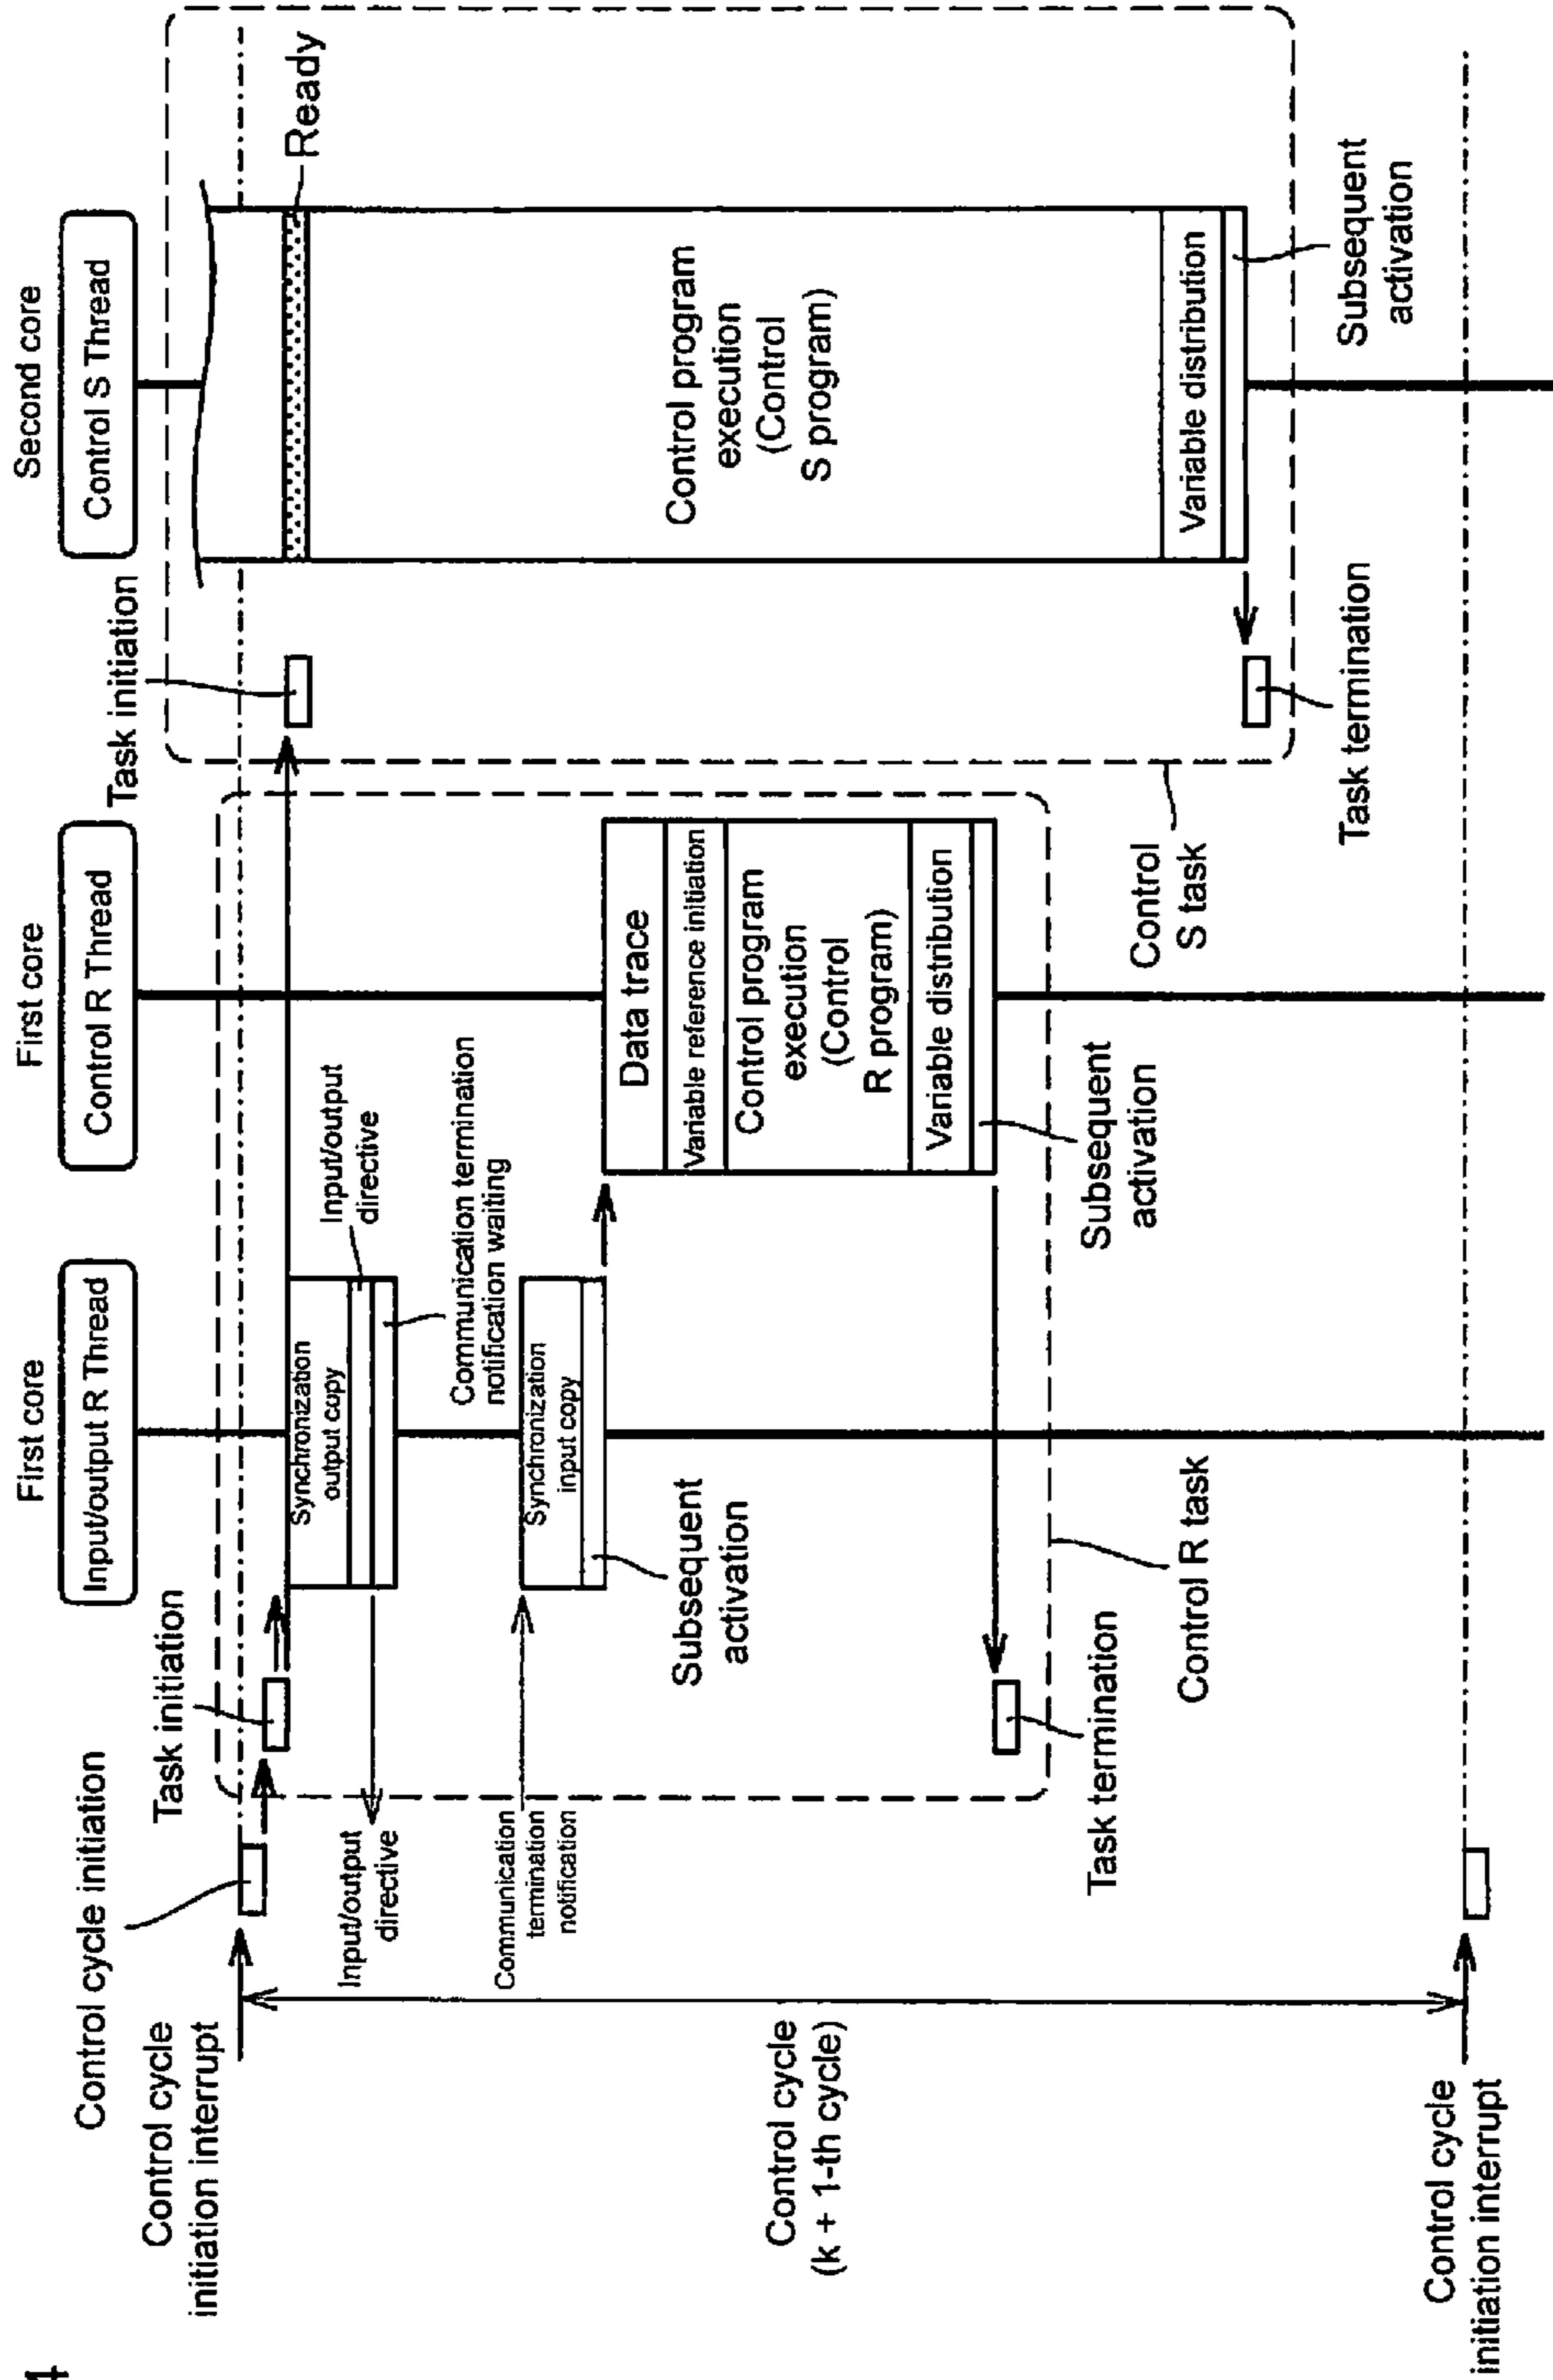 4
First core
First core
Second core
Input/output R Thread
Control R Thread
Control S Thread
Control cycle initiation
Control cycle
initiation interrupt
Task initiation
Task initiation
Ready
Synchronization
output copy
Input/output
directive
Input/output
directive
Communication termination
notification waiting
Communication
termination
notification
Synchronization
input copy
Subsequent
activation
Data trace
Variable reference initiation
Control program
execution
(Control
R program)
Variable distribution
Subsequent
activation
Control program
execution
(Control
S program)
Variable distribution
Subsequent
activation
Task termination
Control R task
Control
S task
Task termination
Control cycle
(k + 1-th cycle)
Control cycle
initiation interrupt